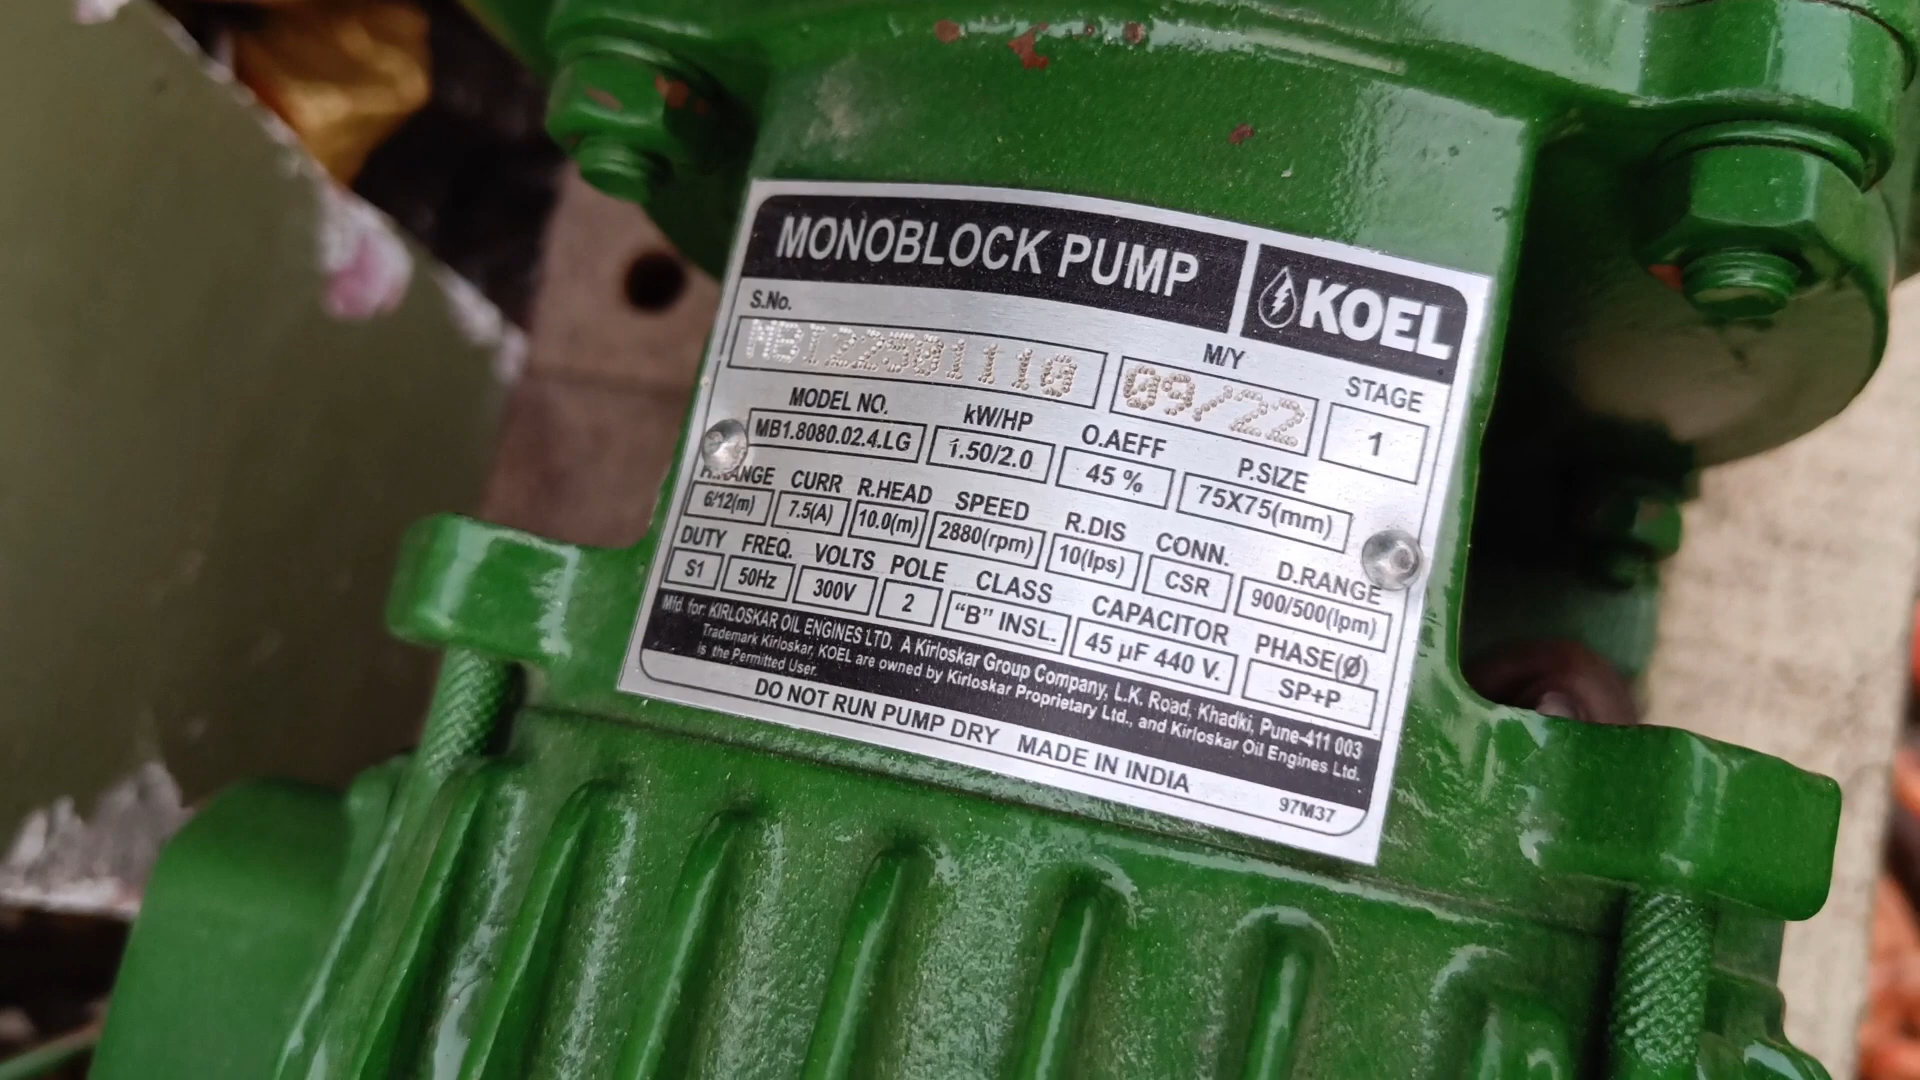 MONOBLOCK PUMP KOEL
S.No. M/Y STAGE
MB122501110 09/22 1
MODEL NO. kW/HP O.AEFF P.SIZE
MB1.8080.02.4.LG 1.50/2.0 45 % 75X75(mm)
H.RANGE CURR R.HEAD SPEED R.DIS CONN. D.RANGE
6/12(m) 7.5(A) 10.0(m) 2880(rpm) 10(lps) CSR 900/500(lpm)
DUTY FREQ. VOLTS POLE CLASS CAPACITOR PHASE(Ø)
S1 50Hz 300V 2 "B" INSL. 45 µF 440 V. SP+P
Mfd. for: KIRLOSKAR OIL ENGINES LTD. A Kirloskar Group Company, L.K. Road, Khadki, Pune-411 003
Trademark Kirloskar, KOEL are owned by Kirloskar Proprietary Ltd., and Kirloskar Oil Engines Ltd.
is the Permitted User.
DO NOT RUN PUMP DRY MADE IN INDIA
97M37